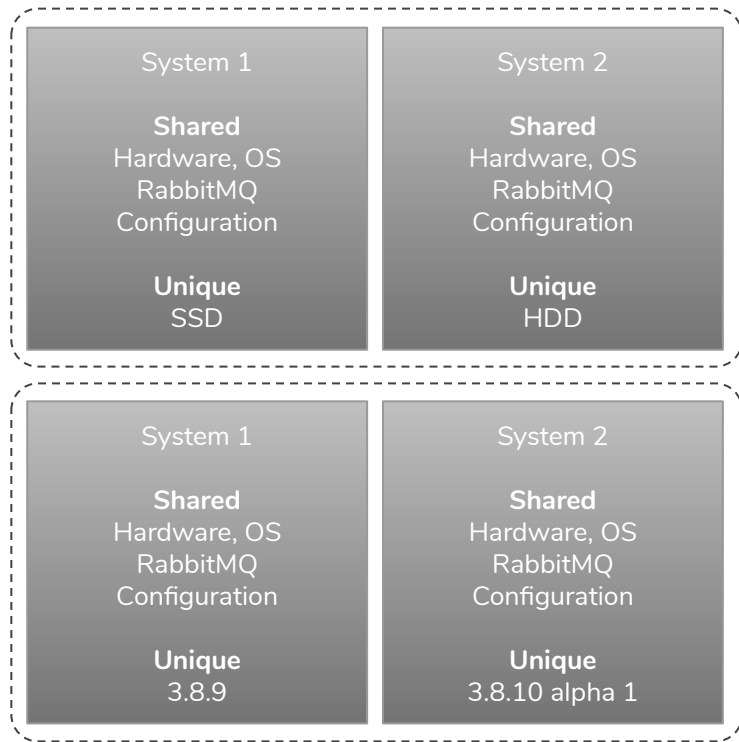 System 1
Shared
Hardware, OS
RabbitMQ
Configuration
Unique
SSD
System 2
Shared
Hardware, OS
RabbitMQ
Configuration
Unique
HDD
System 1
Shared
Hardware, OS
RabbitMQ
Configuration
Unique
3.8.9
System 2
Shared
Hardware, OS
RabbitMQ
Configuration
Unique
3.8.10 alpha 1